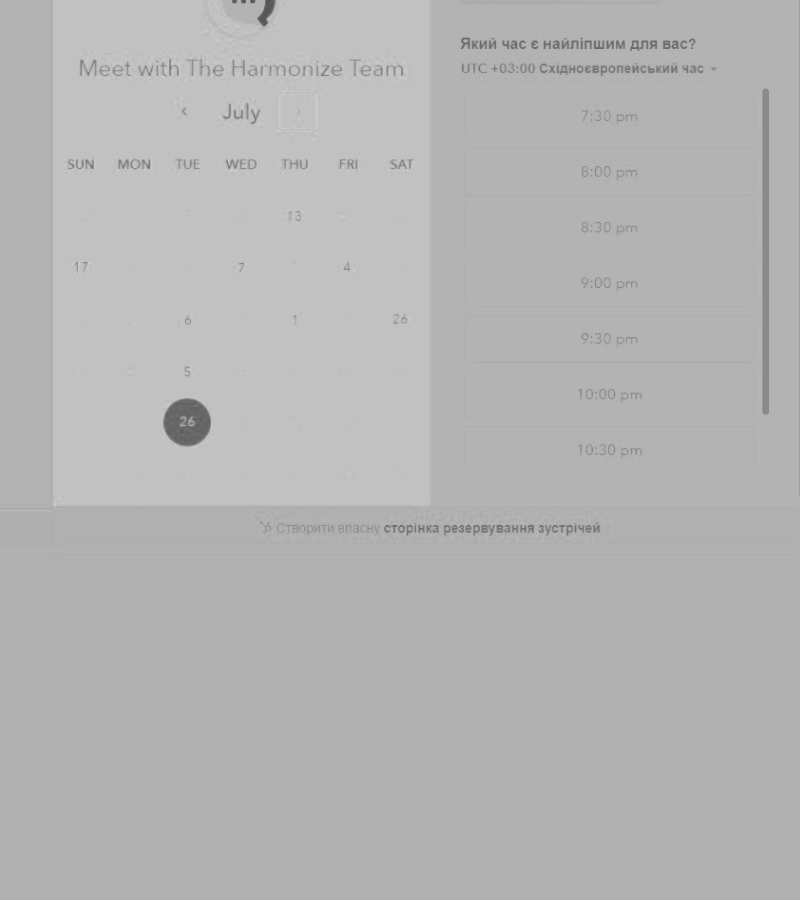 Meet with The Harmonize Team
July
SUN MON TUE WED THU FRI SAT
13
17 7 4
6 1 26
5
26
Який час є найліпшим для вас?
UTC +03:00 Східноєвропейський час
7:30 pm
8:00 pm
8:30 pm
9:00 pm
9:30 pm
10:00 pm
10:30 pm
Створити власну сторінка резервування зустрічей